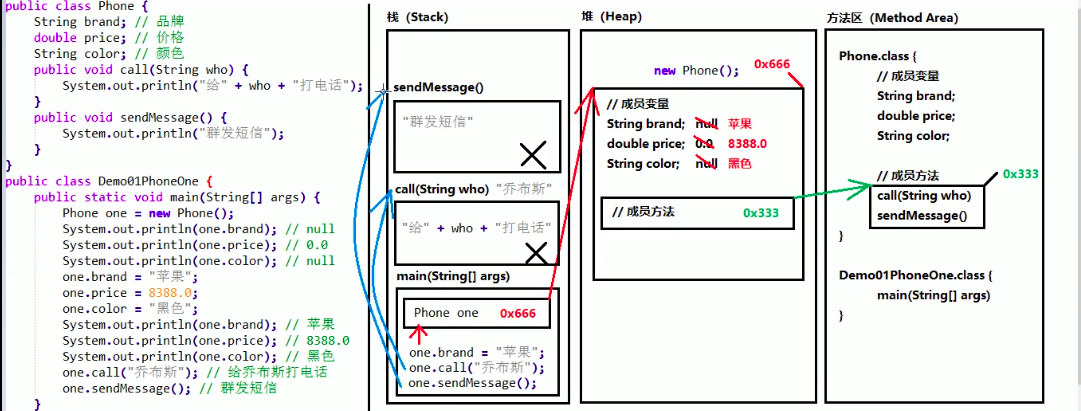 public class Phone {
String brand; // 品牌
double price; // 价格
String color; // 颜色
public void call(String who) {
System.out.println("给" + who + "打电话");
}
public void sendMessage() {
System.out.println("群发短信");
}
}
public class Demo01PhoneOne {
public static void main(String[] args) {
Phone one = new Phone();
System.out.println(one.brand); // null
System.out.println(one.price); // 0.0
System.out.println(one.color); // null
one.brand = "苹果";
one.price = 8388.0;
one.color = "黑色";
System.out.println(one.brand); // 苹果
System.out.println(one.price); // 8388.0
System.out.println(one.color); // 黑色
one.call("乔布斯"); // 给乔布斯打电话
one.sendMessage(); // 群发短信
}
栈（Stack）
sendMessage()
"群发短信"
call(String who) "乔布斯"
"给" + who + "打电话"
main(String[] args)
Phone one 0x666
one.brand = "苹果";
one.call("乔布斯");
one.sendMessage();
堆（Heap）
new Phone(); 0x666
// 成员变量
String brand; null 苹果
double price; 0.0 8388.0
String color; null 黑色
// 成员方法 0x333
方法区（Method Area）
Phone.class {
// 成员变量
String brand;
double price;
String color;
// 成员方法 0x333
call(String who)
sendMessage()
}
Demo01PhoneOne.class {
main(String[] args)
}